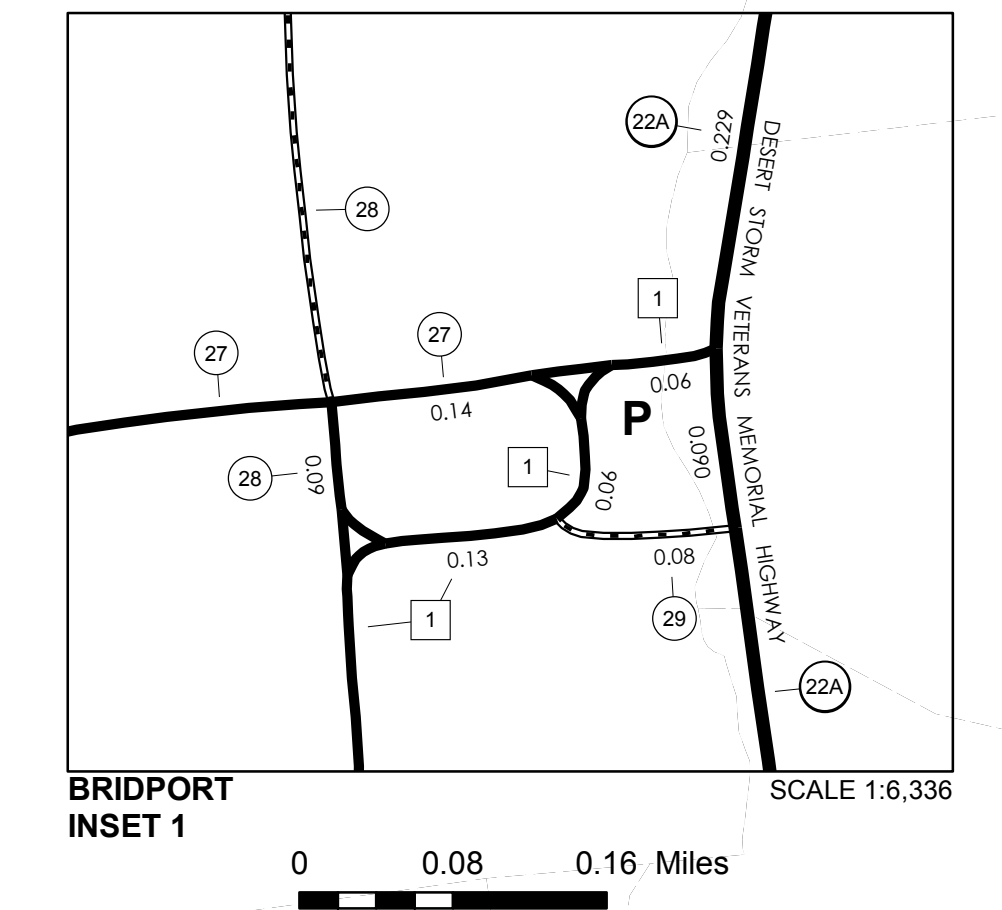 22A
0.229
DESERT STORM VETERANS MEMORIAL HIGHWAY
28
1
27
27
0.06
0.14
P
0.090
1
28
0.09
0.06
0.13
0.08
1
29
22A
BRIDPORT
INSET 1
SCALE 1:6,336
0 0.08 0.16 Miles